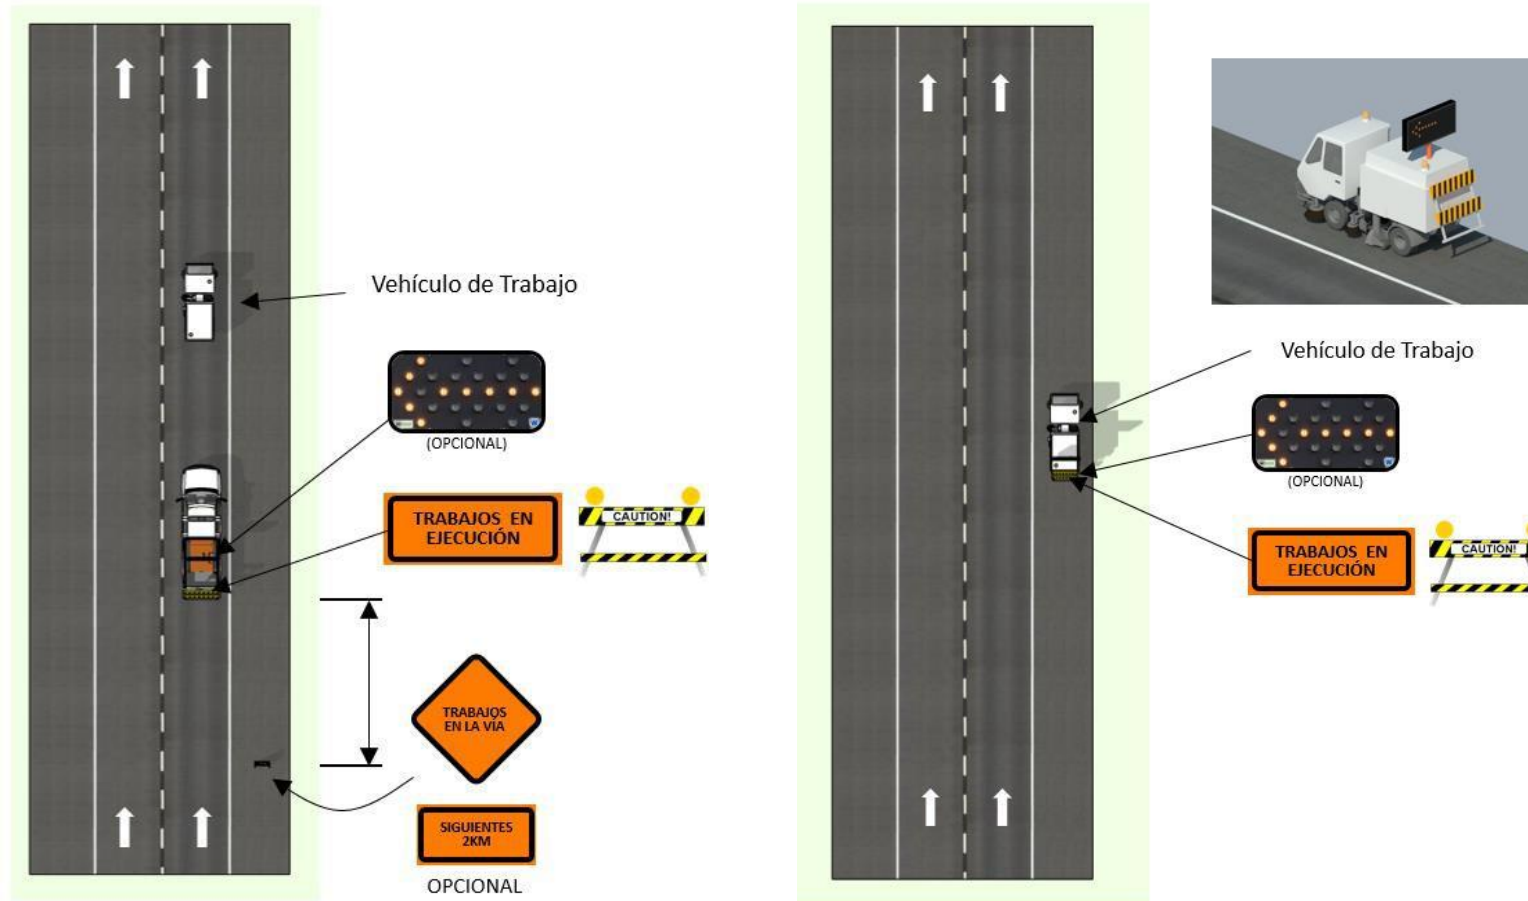 Vehículo de Trabajo
(OPCIONAL)
TRABAJOS EN
EJECUCIÓN
CAUTION!
TRABAJOS
EN LA VÍA
SIGUIENTES
2KM
OPCIONAL
Vehículo de Trabajo
(OPCIONAL)
TRABAJOS EN
EJECUCIÓN
CAUTION!